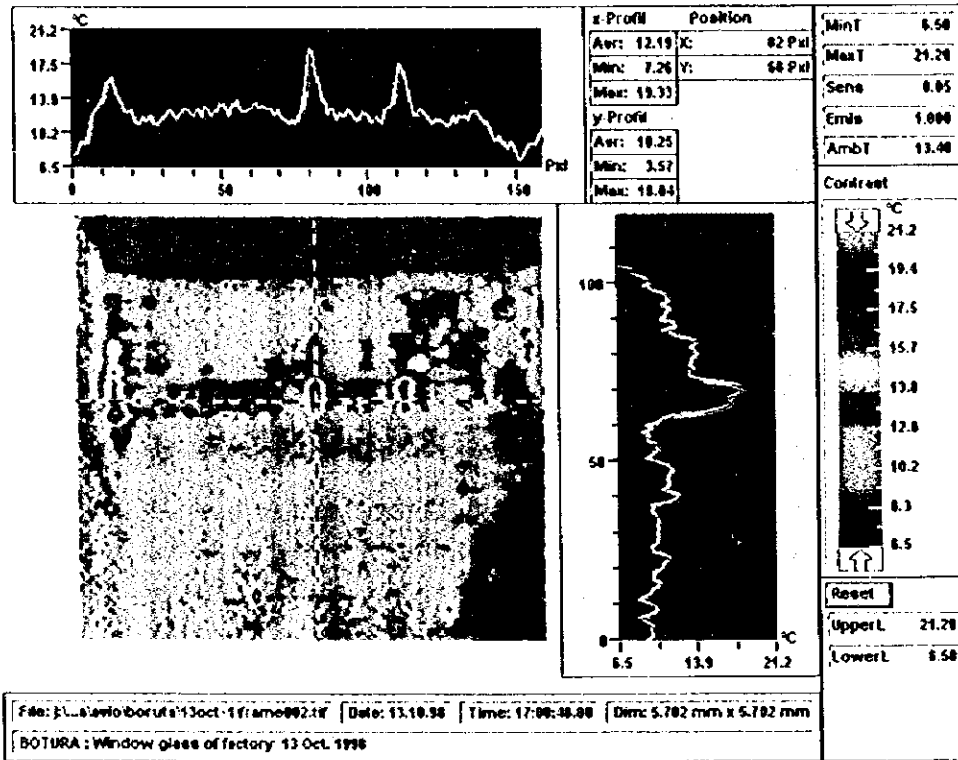 °C
21.2
17.5
13.9
10.2
6.5
0 50 100 150 Pxl
x-Profil Position
Avr: 12.19 X: 82 Pxl
Min: 7.26 Y: 68 Pxl
Max: 19.33
y-Profil
Avr: 10.25
Min: 3.57
Max: 18.04
MinT 6.50
MaxT 21.20
Sens 0.05
Emis 1.000
AmbT 13.40
Contrast
°C
21.2
19.4
17.5
15.7
13.8
12.0
10.2
8.3
6.5
Reset
UpperL 21.20
LowerL 6.50
100
50
0
°C
6.5 13.9 21.2
Date: 13.10.98 Time: 17:00:46.00 Dim: 5.702 mm x 5.702 mm
BOTURA : Window glass of factory 13 Oct. 1998